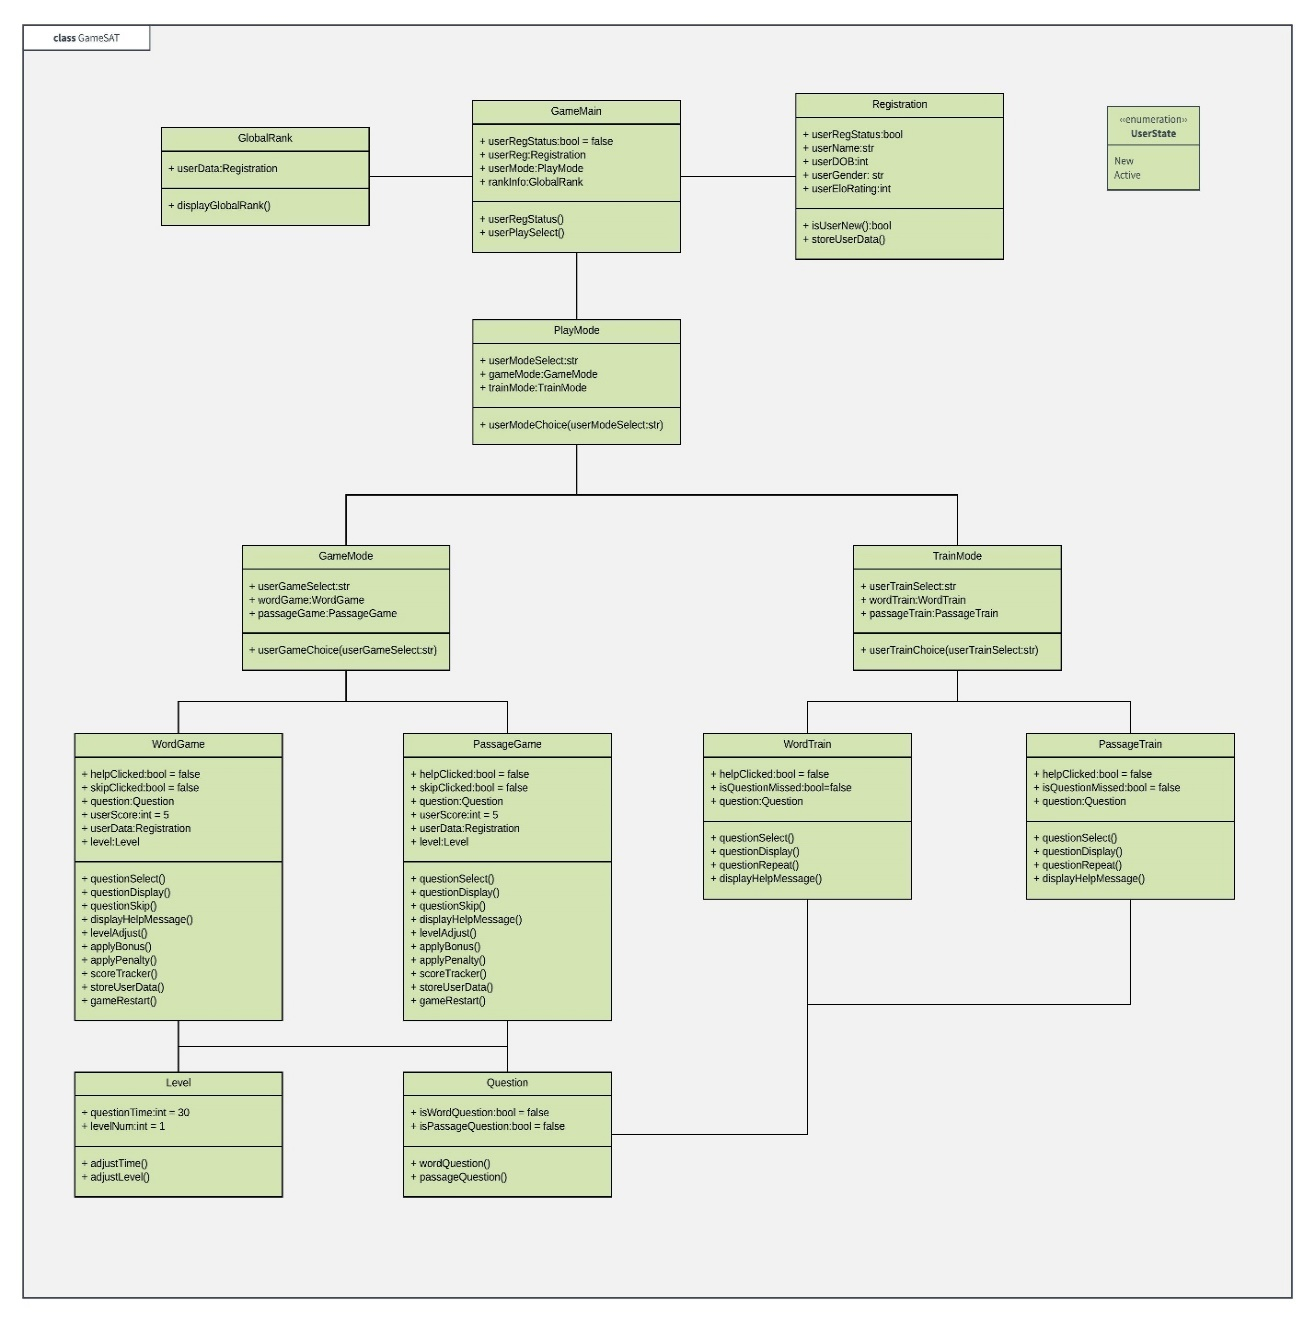 class GameSAT
GlobalRank
+ userData:Registration
+ displayGlobalRank()
GameMain
+ userRegStatus:bool = false
+ userReg:Registration
+ userMode:PlayMode
+ rankInfo:GlobalRank
+ userRegStatus()
+ userPlaySelect()
Registration
+ userRegStatus:bool
+ userName:str
+ userDOB:int
+ userGender: str
+ userEloRating:int
+ isUserNew():bool
+ storeUserData()
«enumeration»
UserState
New
Active
PlayMode
+ userModeSelect:str
+ gameMode:GameMode
+ trainMode:TrainMode
+ userModeChoice(userModeSelect:str)
GameMode
+ userGameSelect:str
+ wordGame:WordGame
+ passageGame:PassageGame
+ userGameChoice(userGameSelect:str)
TrainMode
+ userTrainSelect:str
+ wordTrain:WordTrain
+ passageTrain:PassageTrain
+ userTrainChoice(userTrainSelect:str)
WordGame
+ helpClicked:bool = false
+ skipClicked:bool = false
+ question:Question
+ userScore:int = 5
+ userData:Registration
+ level:Level
+ questionSelect()
+ questionDisplay()
+ questionSkip()
+ displayHelpMessage()
+ levelAdjust()
+ applyBonus()
+ applyPenalty()
+ scoreTracker()
+ storeUserData()
+ gameRestart()
PassageGame
+ helpClicked:bool = false
+ skipClicked:bool = false
+ question:Question
+ userScore:int = 5
+ userData:Registration
+ level:Level
+ questionSelect()
+ questionDisplay()
+ questionSkip()
+ displayHelpMessage()
+ levelAdjust()
+ applyBonus()
+ applyPenalty()
+ scoreTracker()
+ storeUserData()
+ gameRestart()
WordTrain
+ helpClicked:bool = false
+ isQuestionMissed:bool=false
+ question:Question
+ questionSelect()
+ questionDisplay()
+ questionRepeat()
+ displayHelpMessage()
PassageTrain
+ helpClicked:bool = false
+ isQuestionMissed:bool = false
+ question:Question
+ questionSelect()
+ questionDisplay()
+ questionRepeat()
+ displayHelpMessage()
Level
+ questionTime:int = 30
+ levelNum:int = 1
+ adjustTime()
+ adjustLevel()
Question
+ isWordQuestion:bool = false
+ isPassageQuestion:bool = false
+ wordQuestion()
+ passageQuestion()